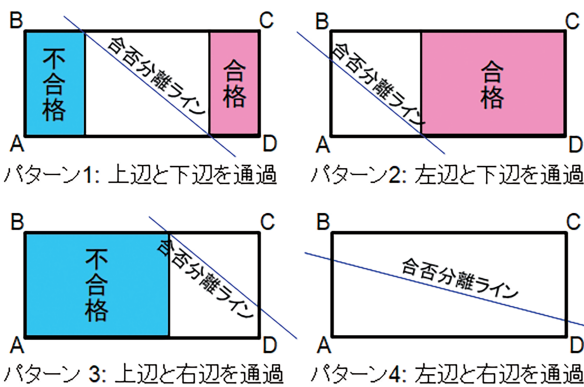 B C
不合格
合否分離ライン
合格
A D
パターン1: 上辺と下辺を通過
B C
合否分離ライン
合格
A D
パターン2: 左辺と下辺を通過
B C
不合格
合否分離ライン
A D
パターン 3: 上辺と右辺を通過
B C
合否分離ライン
A D
パターン4: 左辺と右辺を通過